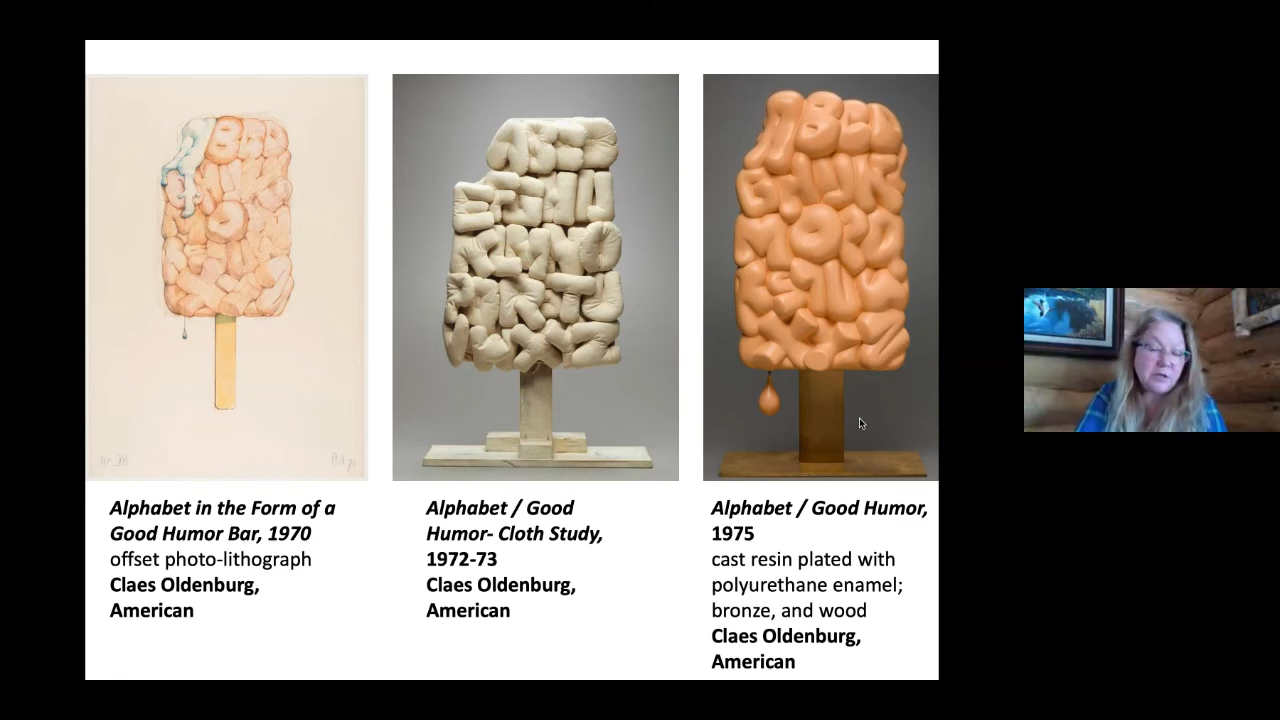 Alphabet in the Form of a
Good Humor Bar, 1970
offset photo-lithograph
Claes Oldenburg,
American
Alphabet / Good
Humor- Cloth Study,
1972-73
Claes Oldenburg,
American
Alphabet / Good Humor,
1975
cast resin plated with
polyurethane enamel;
bronze, and wood
Claes Oldenburg,
American